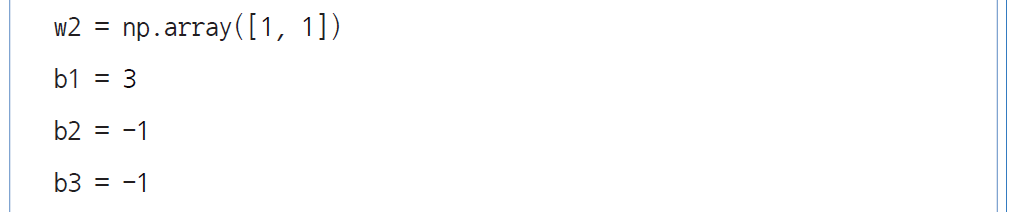 w2 = np.array([1, 1])
b1 = 3
b2 = -1
b3 = -1